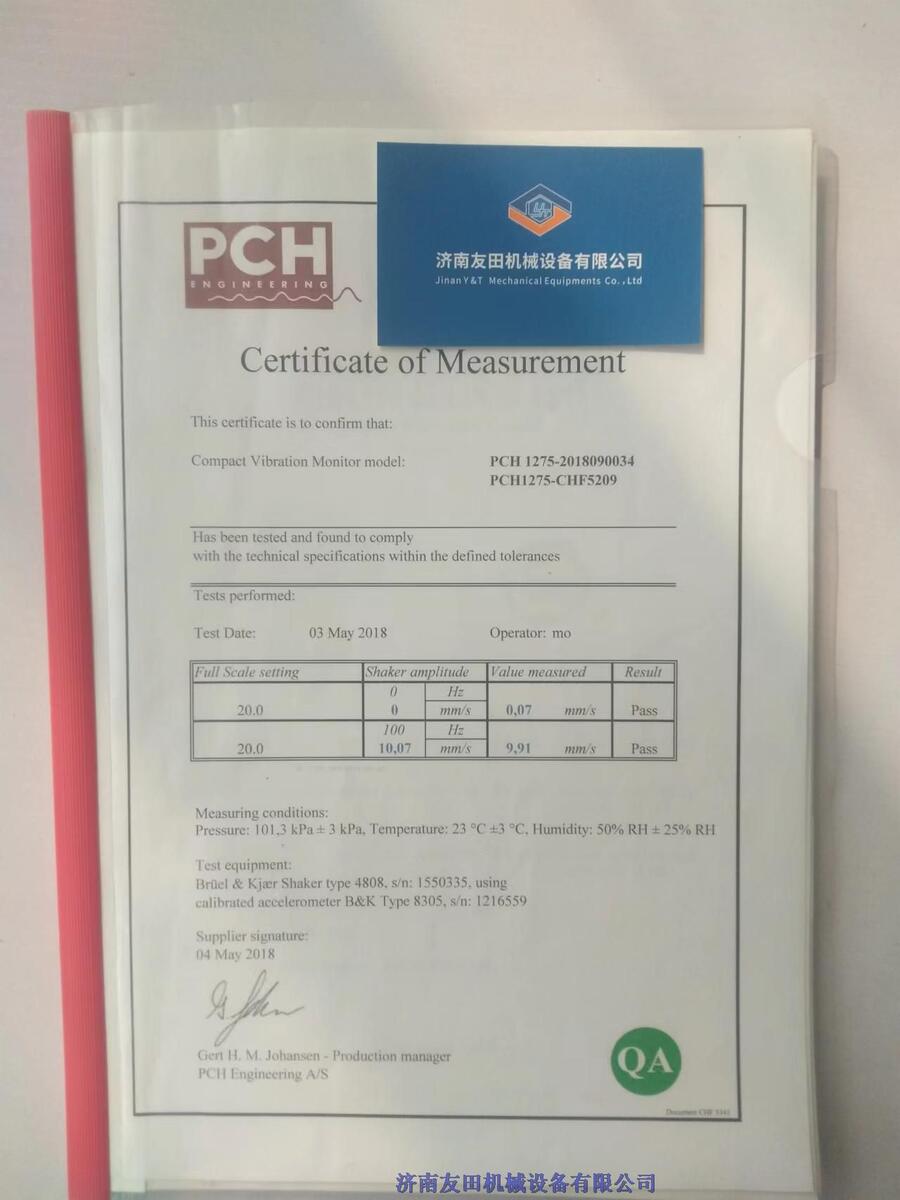 PCH
ENGINEERING
济南友田机械设备有限公司
Jinan Y&T Mechanical Equipments Co.,Ltd
Certificate of Measurement
This certificate is to confirm that:
Compact Vibration Monitor model: PCH 1275-2018090034
PCH1275-CHF5209
Has been tested and found to comply
with the technical specifications within the defined tolerances
Tests performed:
Test Date: 03 May 2018 Operator: mo
Full Scale setting Shaker amplitude Value measured Result
0 Hz
20.0 0 mm/s 0,07 mm/s Pass
100 Hz
20.0 10,07 mm/s 9,91 mm/s Pass
Measuring conditions:
Pressure: 101,3 kPa ± 3 kPa, Temperature: 23 °C ±3 °C, Humidity: 50% RH ± 25% RH
Test equipment:
Brüel & Kjær Shaker type 4808, s/n: 1550335, using
calibrated accelerometer B&K Type 8305, s/n: 1216559
Supplier signature:
04 May 2018
Gert H. M. Johansen - Production manager
PCH Engineering A/S
QA
Document CHF 5341
济南友田机械设备有限公司